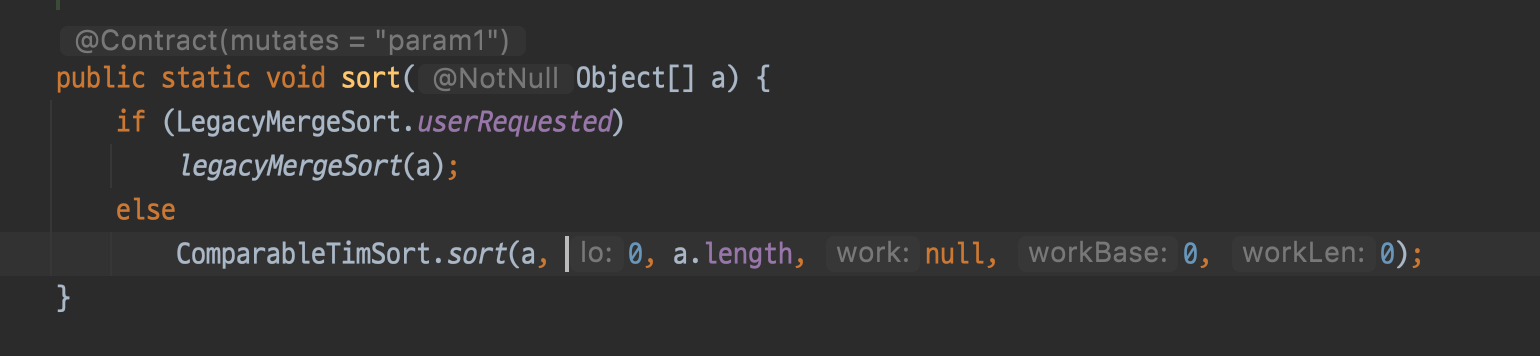 @Contract(mutates = "param1")
public static void sort( @NotNull Object[] a) {
if (LegacyMergeSort.userRequested)
legacyMergeSort(a);
else
ComparableTimSort.sort(a, lo: 0, a.length, work: null, workBase: 0, workLen: 0);
}